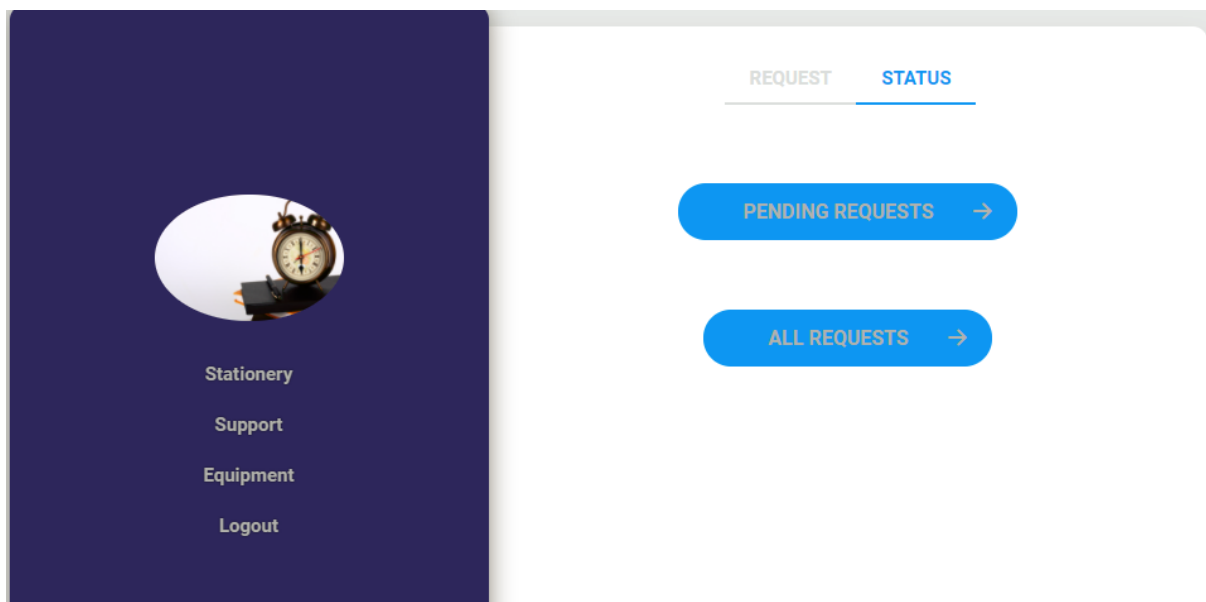 Stationery
Support
Equipment
Logout
REQUEST STATUS
PENDING REQUESTS →
ALL REQUESTS →